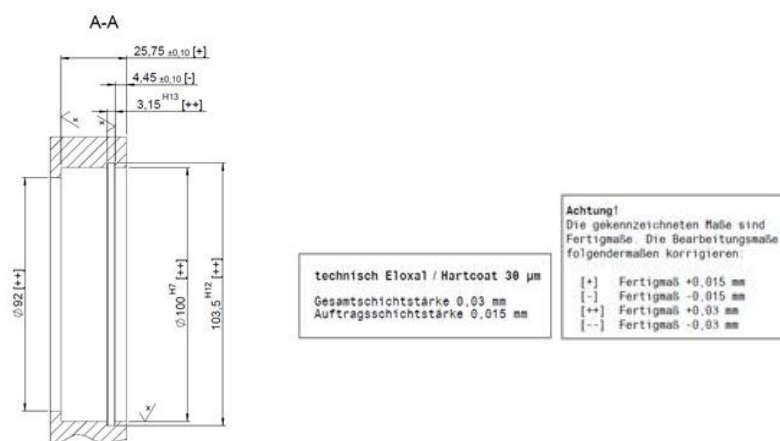 A-A
25,75 ±0,10 [+]
4,45 ±0,10 [-]
3,15 H13 [++]
x
x
Ø92 [++]
Ø100 H7 [++]
103,5 H12 [++]
x
technisch Eloxal / Hartcoat 30 µm
Gesamtschichtstärke 0,03 mm
Auftragsschichtstärke 0,015 mm
Achtung!
Die gekennzeichneten Maße sind
Fertigmaße. Die Bearbeitungsmaße
folgendermaßen korrigieren:
[+] Fertigmaß +0,015 mm
[-] Fertigmaß -0,015 mm
[++] Fertigmaß +0,03 mm
[--] Fertigmaß -0,03 mm